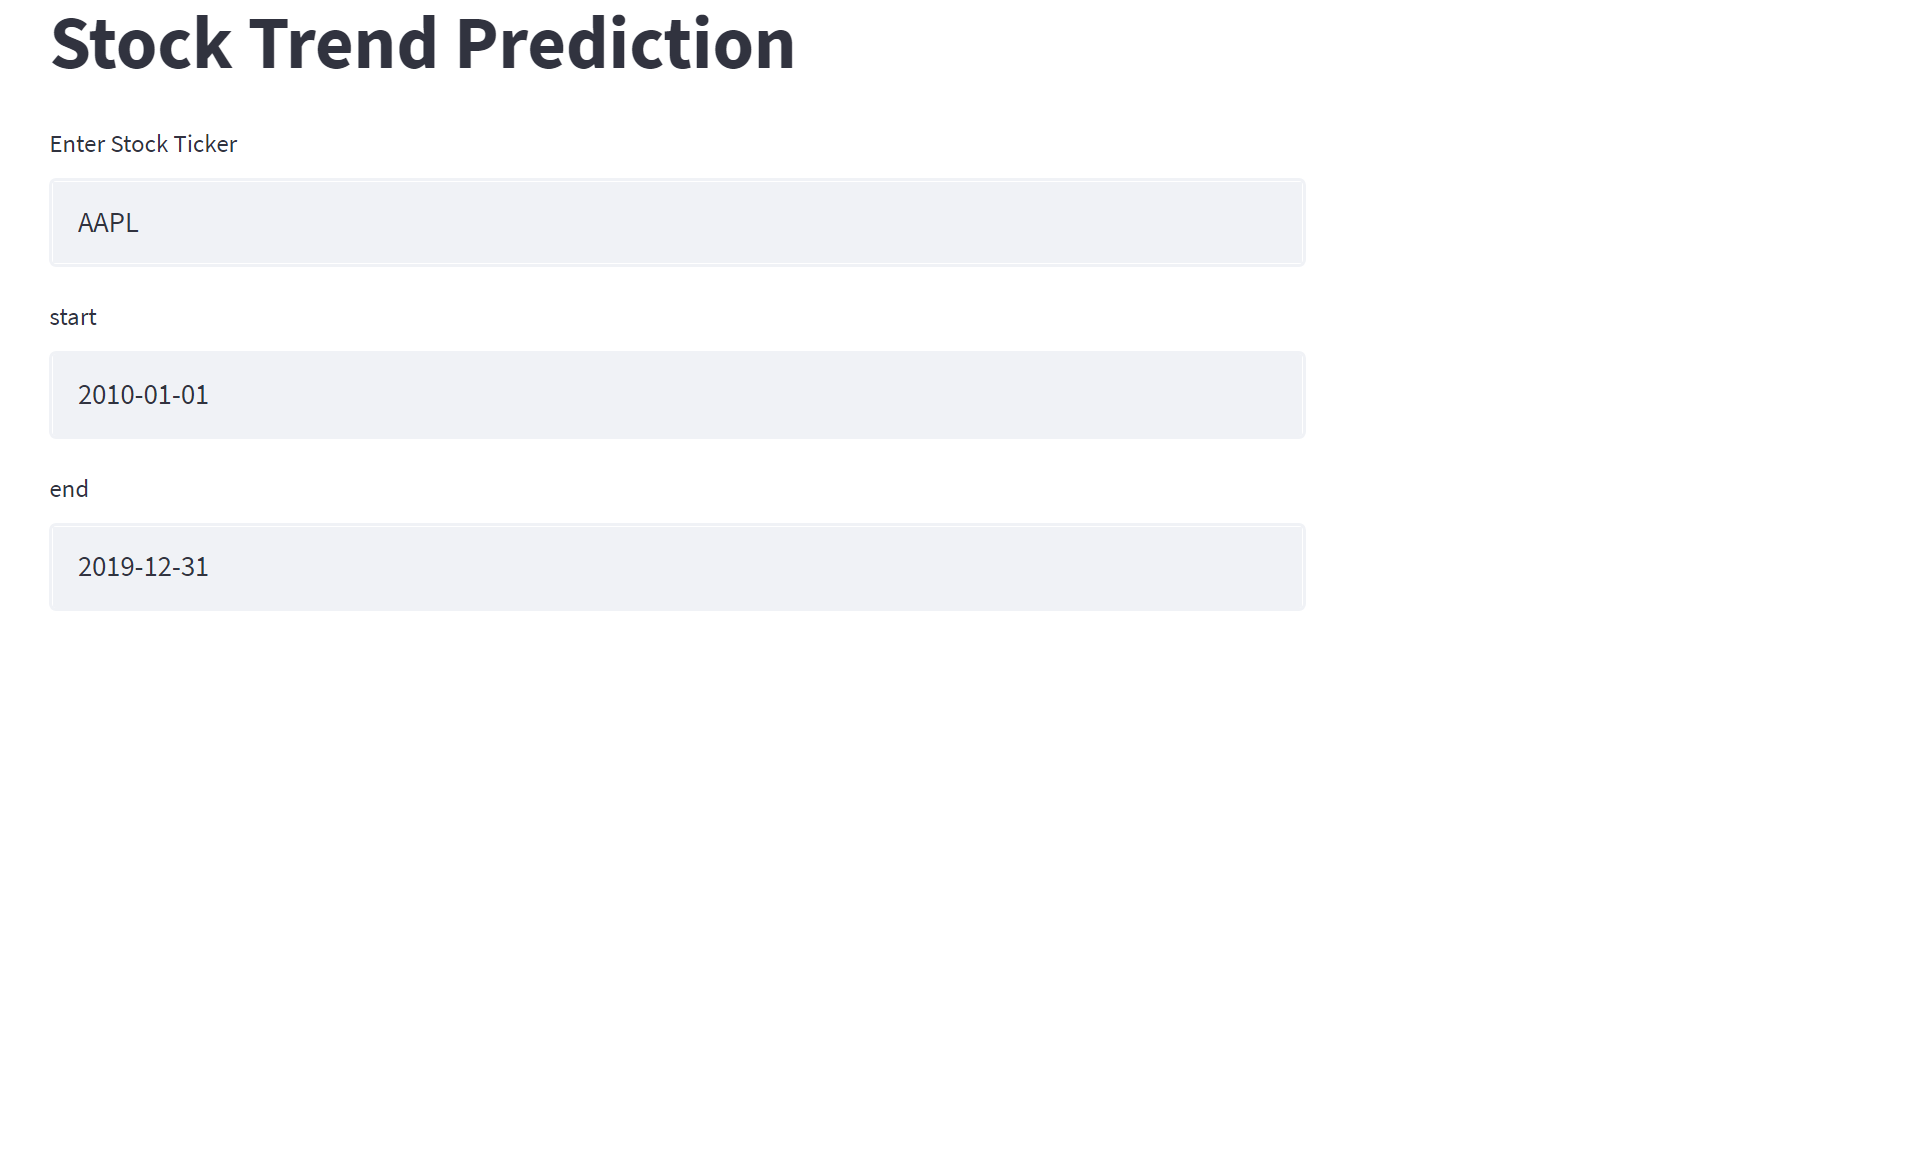 Stock Trend Prediction
Enter Stock Ticker
AAPL
start
2010-01-01
end
2019-12-31